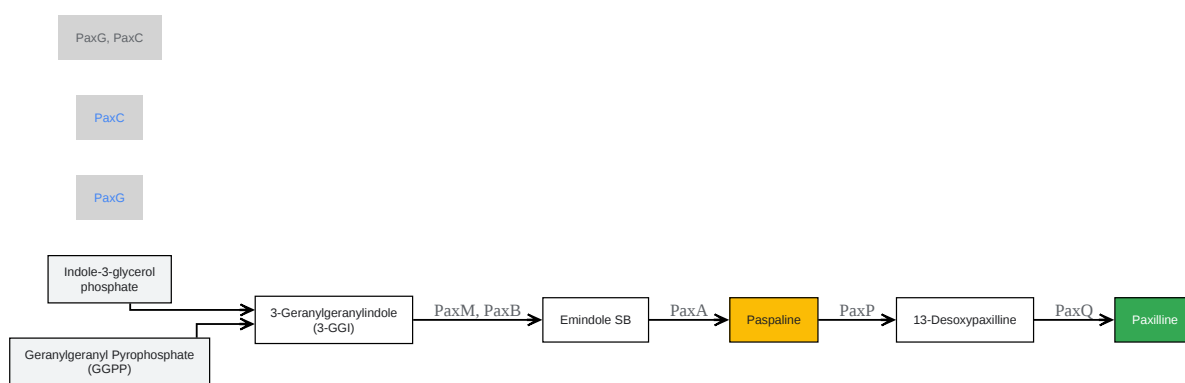 PaxG, PaxC
PaxC
PaxG
Indole-3-glycerol
phosphate
Geranylgeranyl Pyrophosphate
(GGPP)
3-Geranylgeranylindole
(3-GGI)
PaxM, PaxB
Emindole SB
PaxA
Paspaline
PaxP
13-Desoxypaxilline
PaxQ
Paxilline